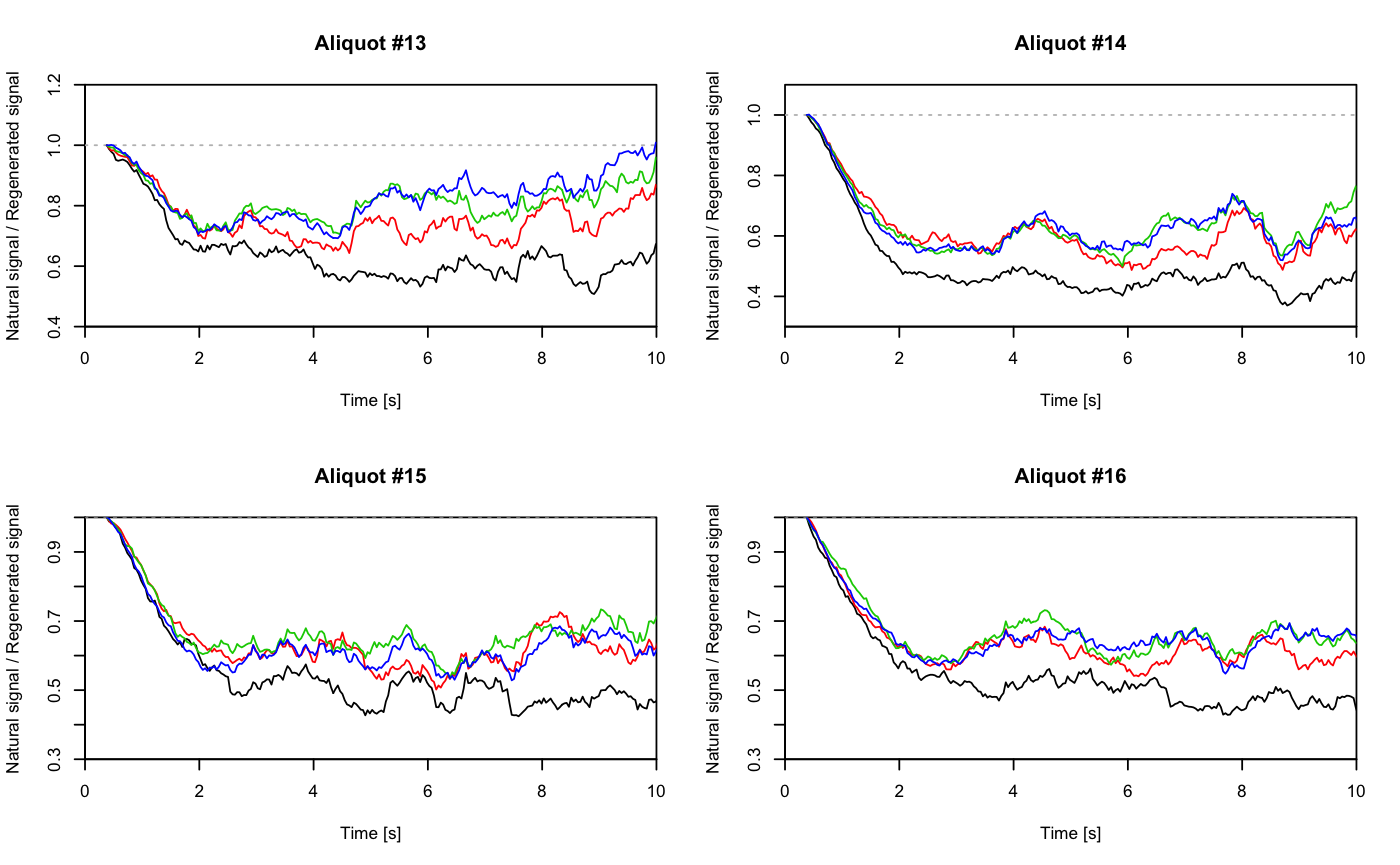 Aliquot #13
Natural signal / Regenerated signal
1.2
1.0
0.8
0.6
0.4
0 2 4 6 8 10
Time [s]
Aliquot #14
Natural signal / Regenerated signal
1.0
0.8
0.6
0.4
0 2 4 6 8 10
Time [s]
Aliquot #15
Natural signal / Regenerated signal
0.9
0.7
0.5
0.3
0 2 4 6 8 10
Time [s]
Aliquot #16
Natural signal / Regenerated signal
0.9
0.7
0.5
0.3
0 2 4 6 8 10
Time [s]